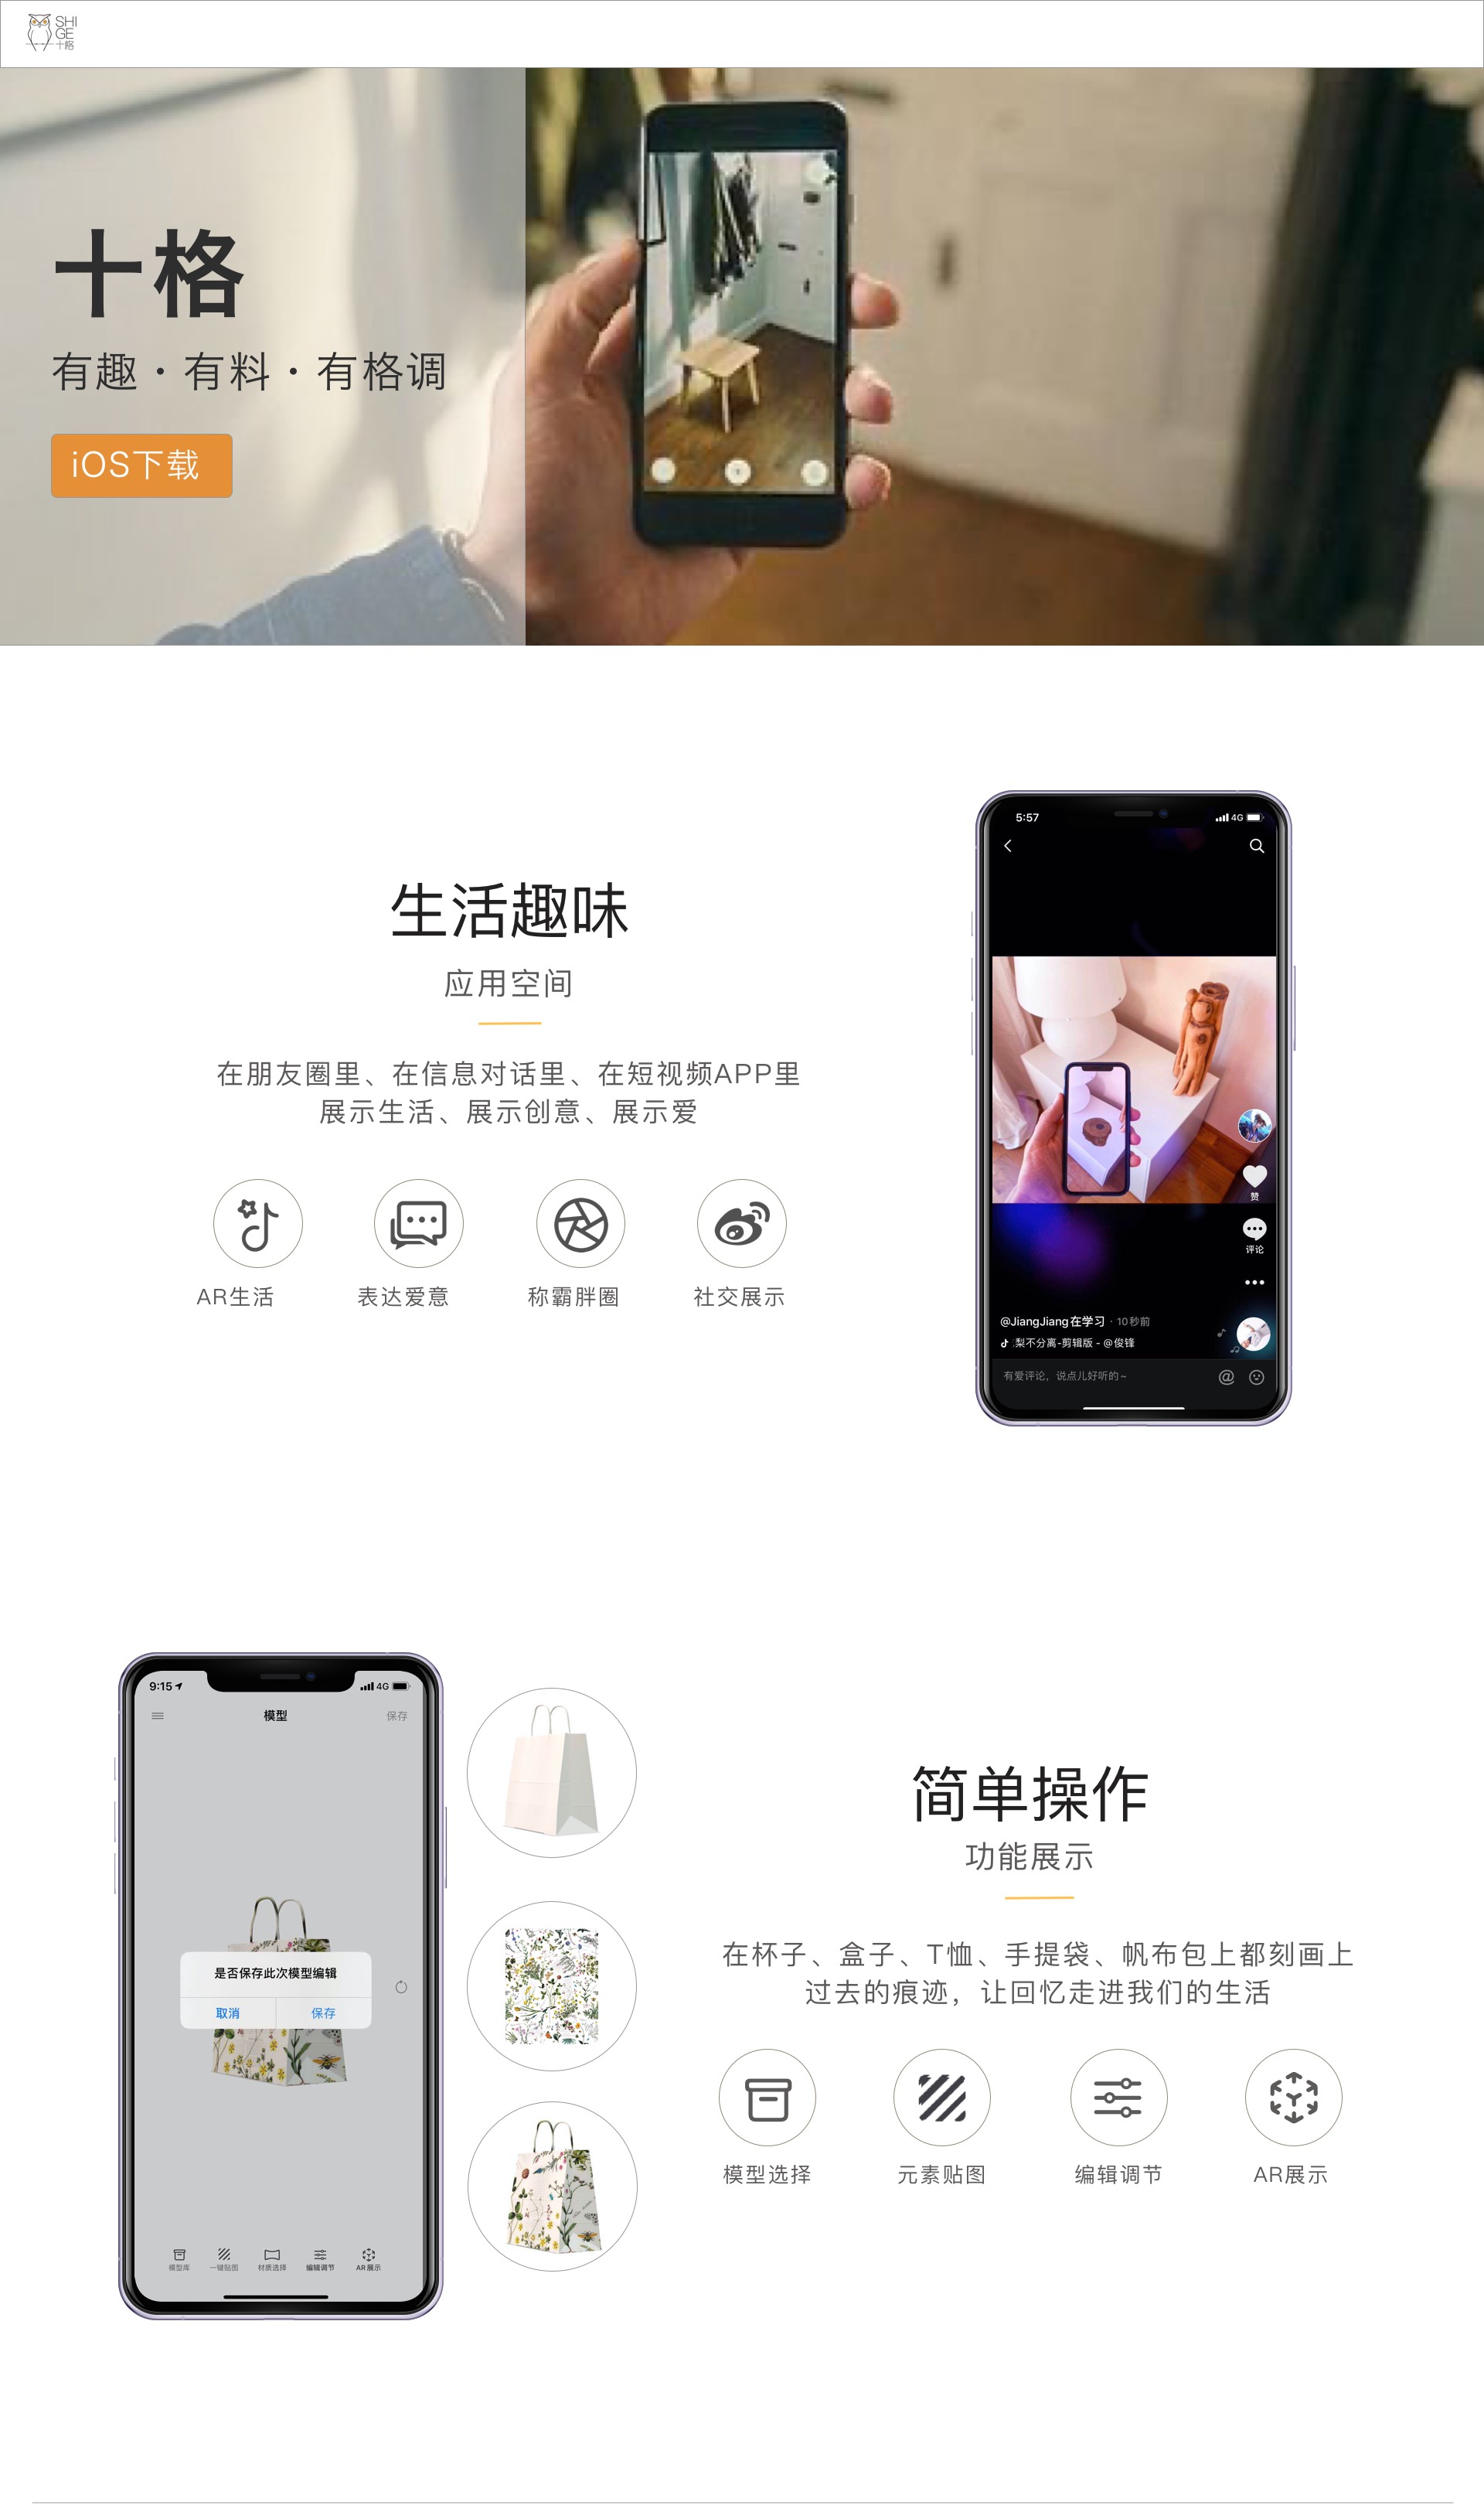 SHI
GE
十格
十格
有趣·有料·有格调
iOS下载
生活趣味
应用空间
在朋友圈里、在信息对话里、在短视频APP里
展示生活、展示创意、展示爱
AR生活
表达爱意
称霸胖圈
社交展示
5:57
4G
赞
评论
@JiangJiang在学习 · 10秒前
梨不分离-剪辑版 - @俊锋
有爱评论，说点儿好听的~
9:15
4G
模型
保存
是否保存此次模型编辑
取消
保存
模型库
一键贴图
材质选择
编辑调节
AR展示
简单操作
功能展示
在杯子、盒子、T恤、手提袋、帆布包上都刻画上
过去的痕迹，让回忆走进我们的生活
模型选择
元素贴图
编辑调节
AR展示